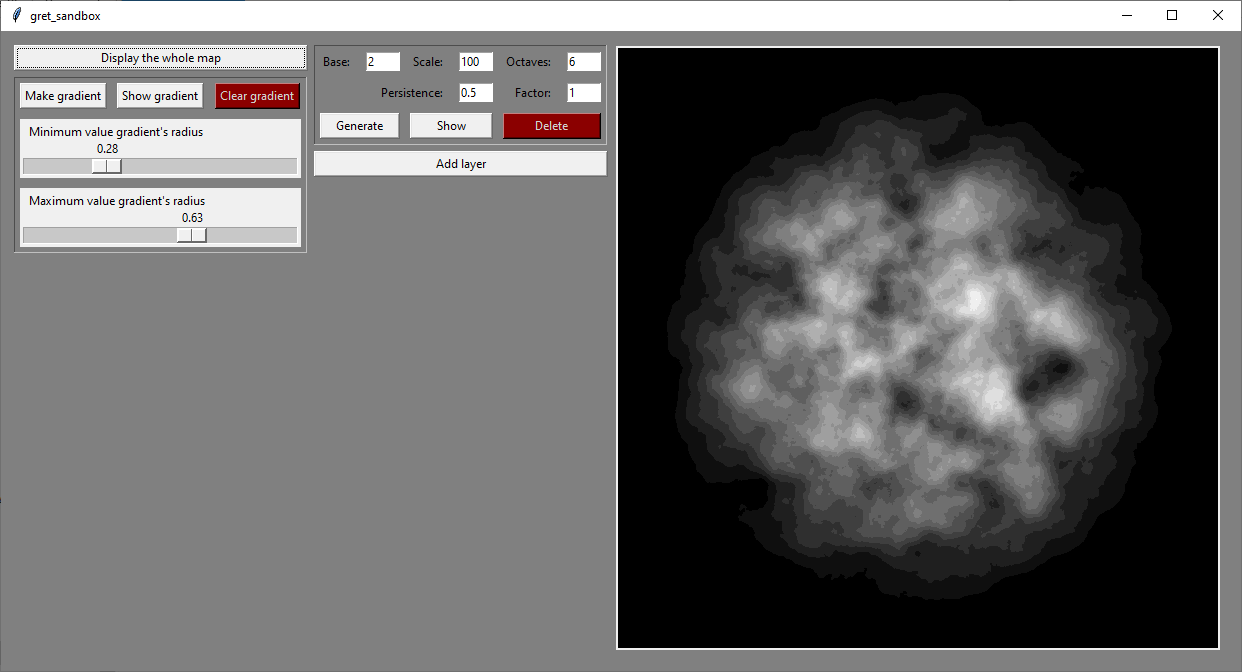 gret_sandbox
Display the whole map
Make gradient Show gradient Clear gradient
Minimum value gradient's radius
0.28
Maximum value gradient's radius
0.63
Base: 2 Scale: 100 Octaves: 6
Persistence: 0.5 Factor: 1
Generate Show Delete
Add layer